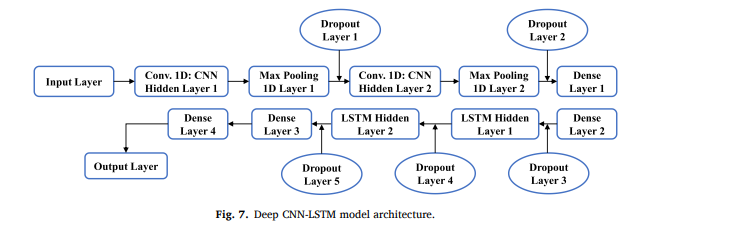 Dropout
Layer 1
Dropout
Layer 2
Input Layer
Conv. 1D: CNN
Hidden Layer 1
Max Pooling
1D Layer 1
Conv. 1D: CNN
Hidden Layer 2
Max Pooling
1D Layer 2
Dense
Layer 1
Dense
Layer 4
Dense
Layer 3
LSTM Hidden
Layer 2
LSTM Hidden
Layer 1
Dense
Layer 2
Output Layer
Dropout
Layer 5
Dropout
Layer 4
Dropout
Layer 3
Fig. 7. Deep CNN-LSTM model architecture.